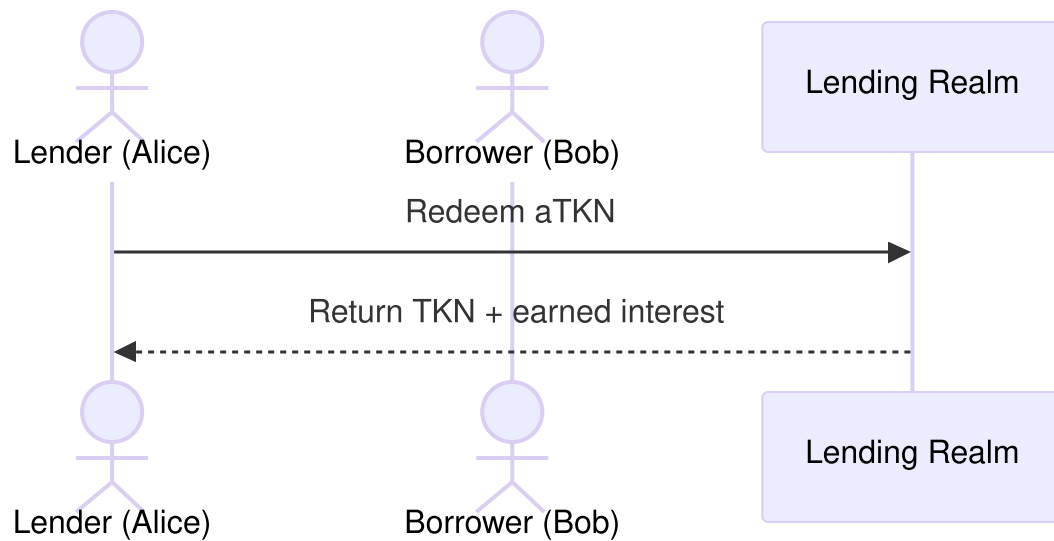 Lender (Alice)
Borrower (Bob)
Lending Realm
Redeem aTKN
Return TKN + earned interest
Lender (Alice)
Borrower (Bob)
Lending Realm